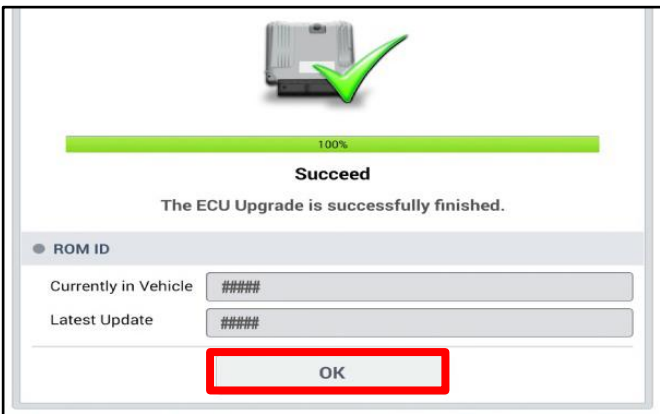 100%
Succeed
The ECU Upgrade is successfully finished.
ROM ID
Currently in Vehicle #####
Latest Update #####
OK